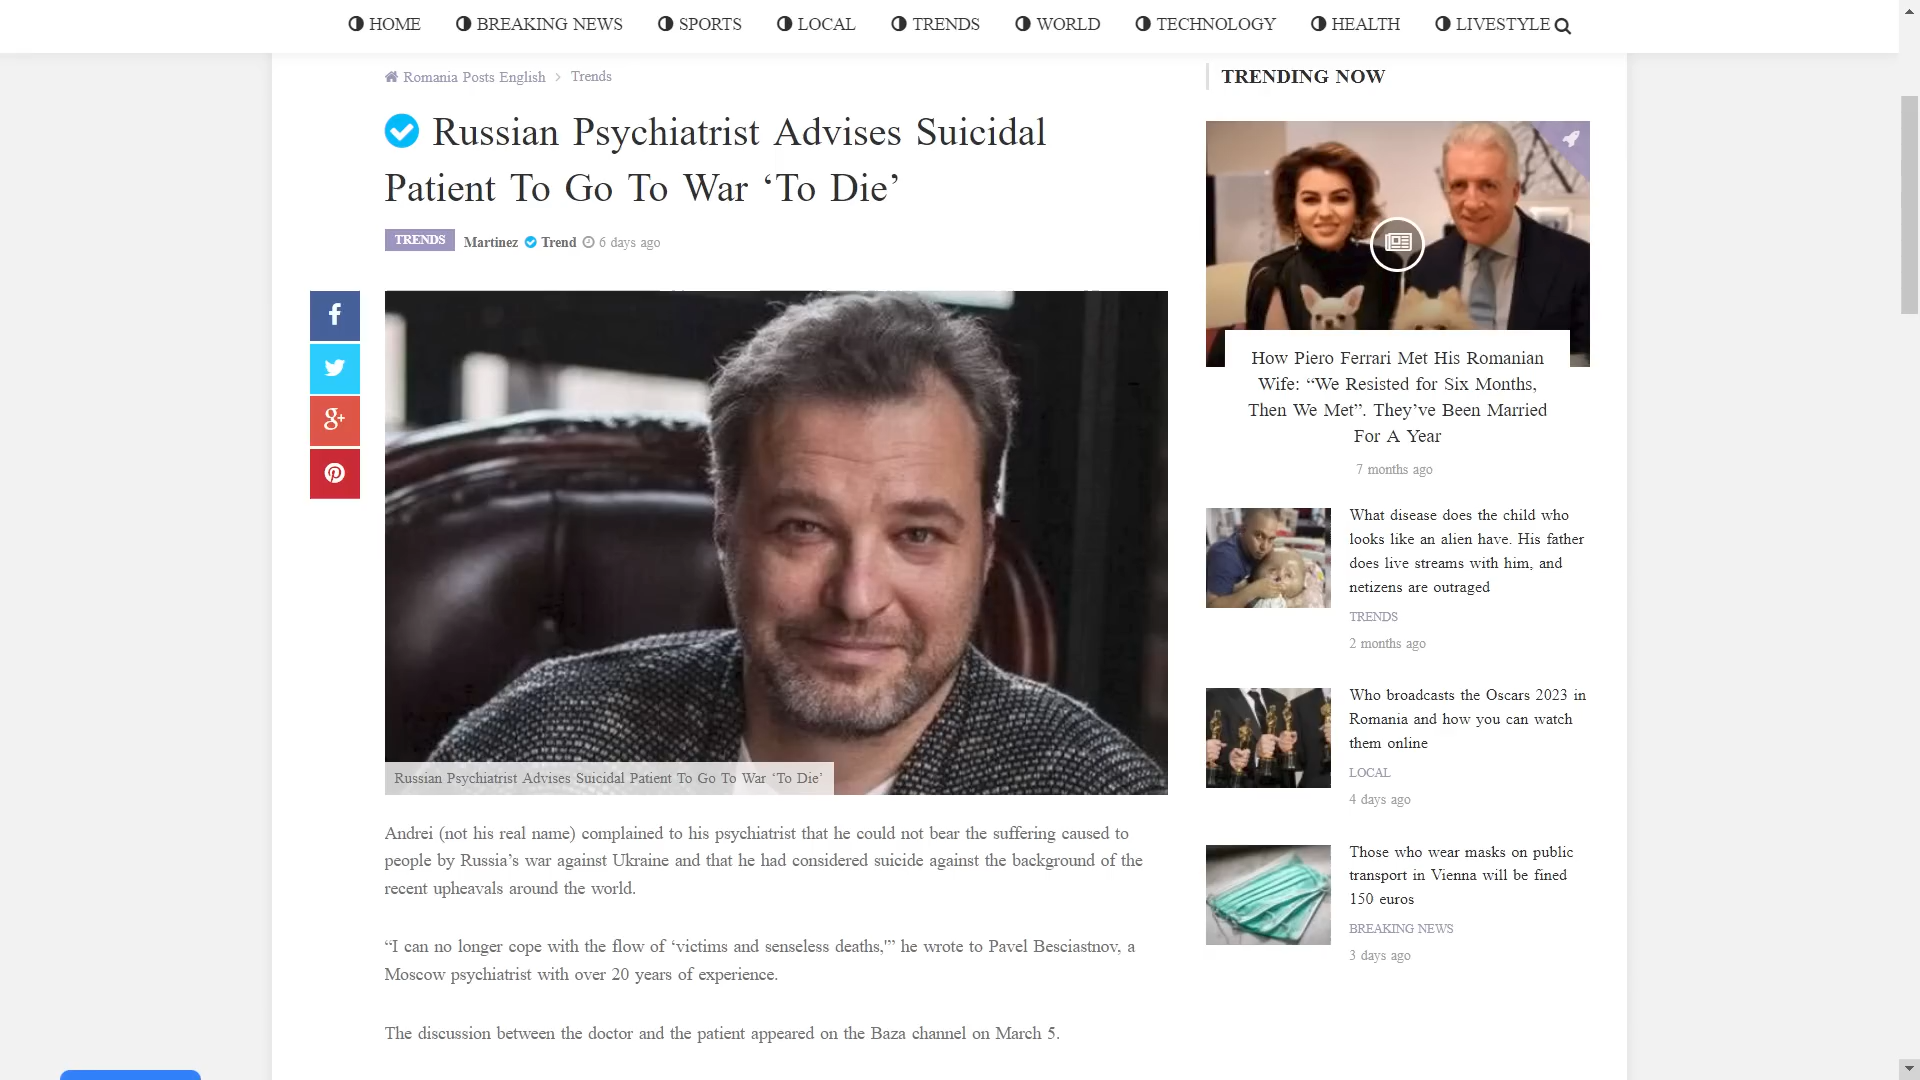 HOME BREAKING NEWS SPORTS LOCAL TRENDS WORLD TECHNOLOGY HEALTH LIVESTYLE
Romania Posts English > Trends
Russian Psychiatrist Advises Suicidal
Patient To Go To War ‘To Die’
TRENDS Martinez Trend 6 days ago
f
g+
Russian Psychiatrist Advises Suicidal Patient To Go To War ‘To Die’
Andrei (not his real name) complained to his psychiatrist that he could not bear the suffering caused to
people by Russia’s war against Ukraine and that he had considered suicide against the background of the
recent upheavals around the world.
“I can no longer cope with the flow of ‘victims and senseless deaths,'” he wrote to Pavel Besciastnov, a
Moscow psychiatrist with over 20 years of experience.
The discussion between the doctor and the patient appeared on the Baza channel on March 5.
TRENDING NOW
How Piero Ferrari Met His Romanian
Wife: “We Resisted for Six Months,
Then We Met”. They’ve Been Married
For A Year
7 months ago
What disease does the child who
looks like an alien have. His father
does live streams with him, and
netizens are outraged
TRENDS
2 months ago
Who broadcasts the Oscars 2023 in
Romania and how you can watch
them online
LOCAL
4 days ago
Those who wear masks on public
transport in Vienna will be fined
150 euros
BREAKING NEWS
3 days ago